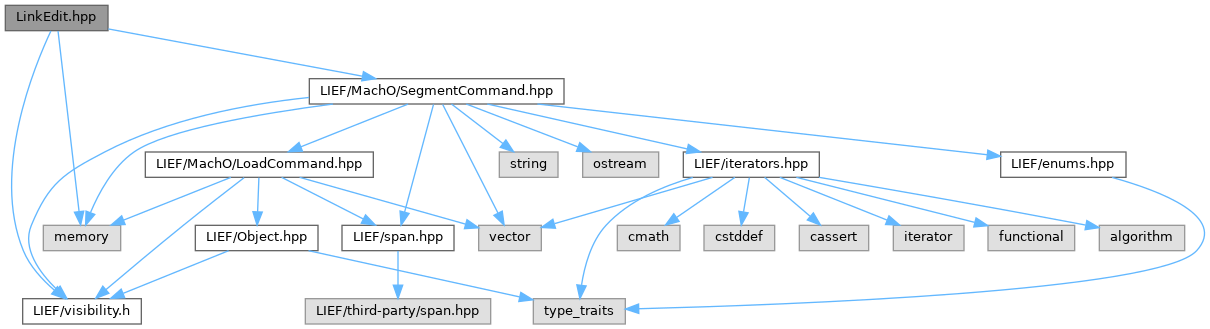 LinkEdit.hpp
LIEF/MachO/SegmentCommand.hpp
LIEF/MachO/LoadCommand.hpp
string
ostream
LIEF/iterators.hpp
LIEF/enums.hpp
memory
LIEF/Object.hpp
LIEF/span.hpp
vector
cmath
cstddef
cassert
iterator
functional
algorithm
LIEF/visibility.h
LIEF/third-party/span.hpp
type_traits